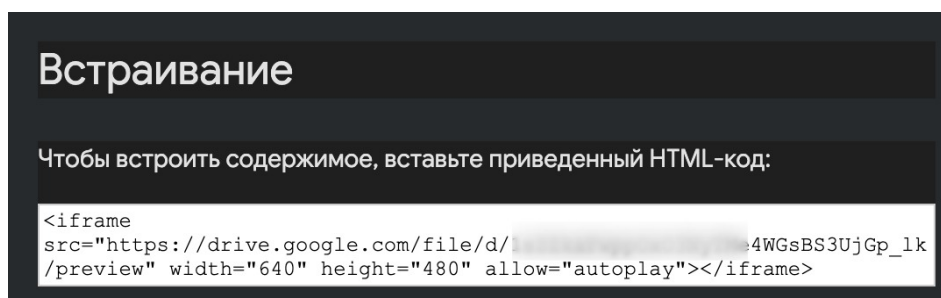 Встраивание
Чтобы встроить содержимое, вставьте приведенный HTML-код:
<iframe
src="https://drive.google.com/file/d/ 4WGsBS3UjGp_lk
/preview" width="640" height="480" allow="autoplay"></iframe>